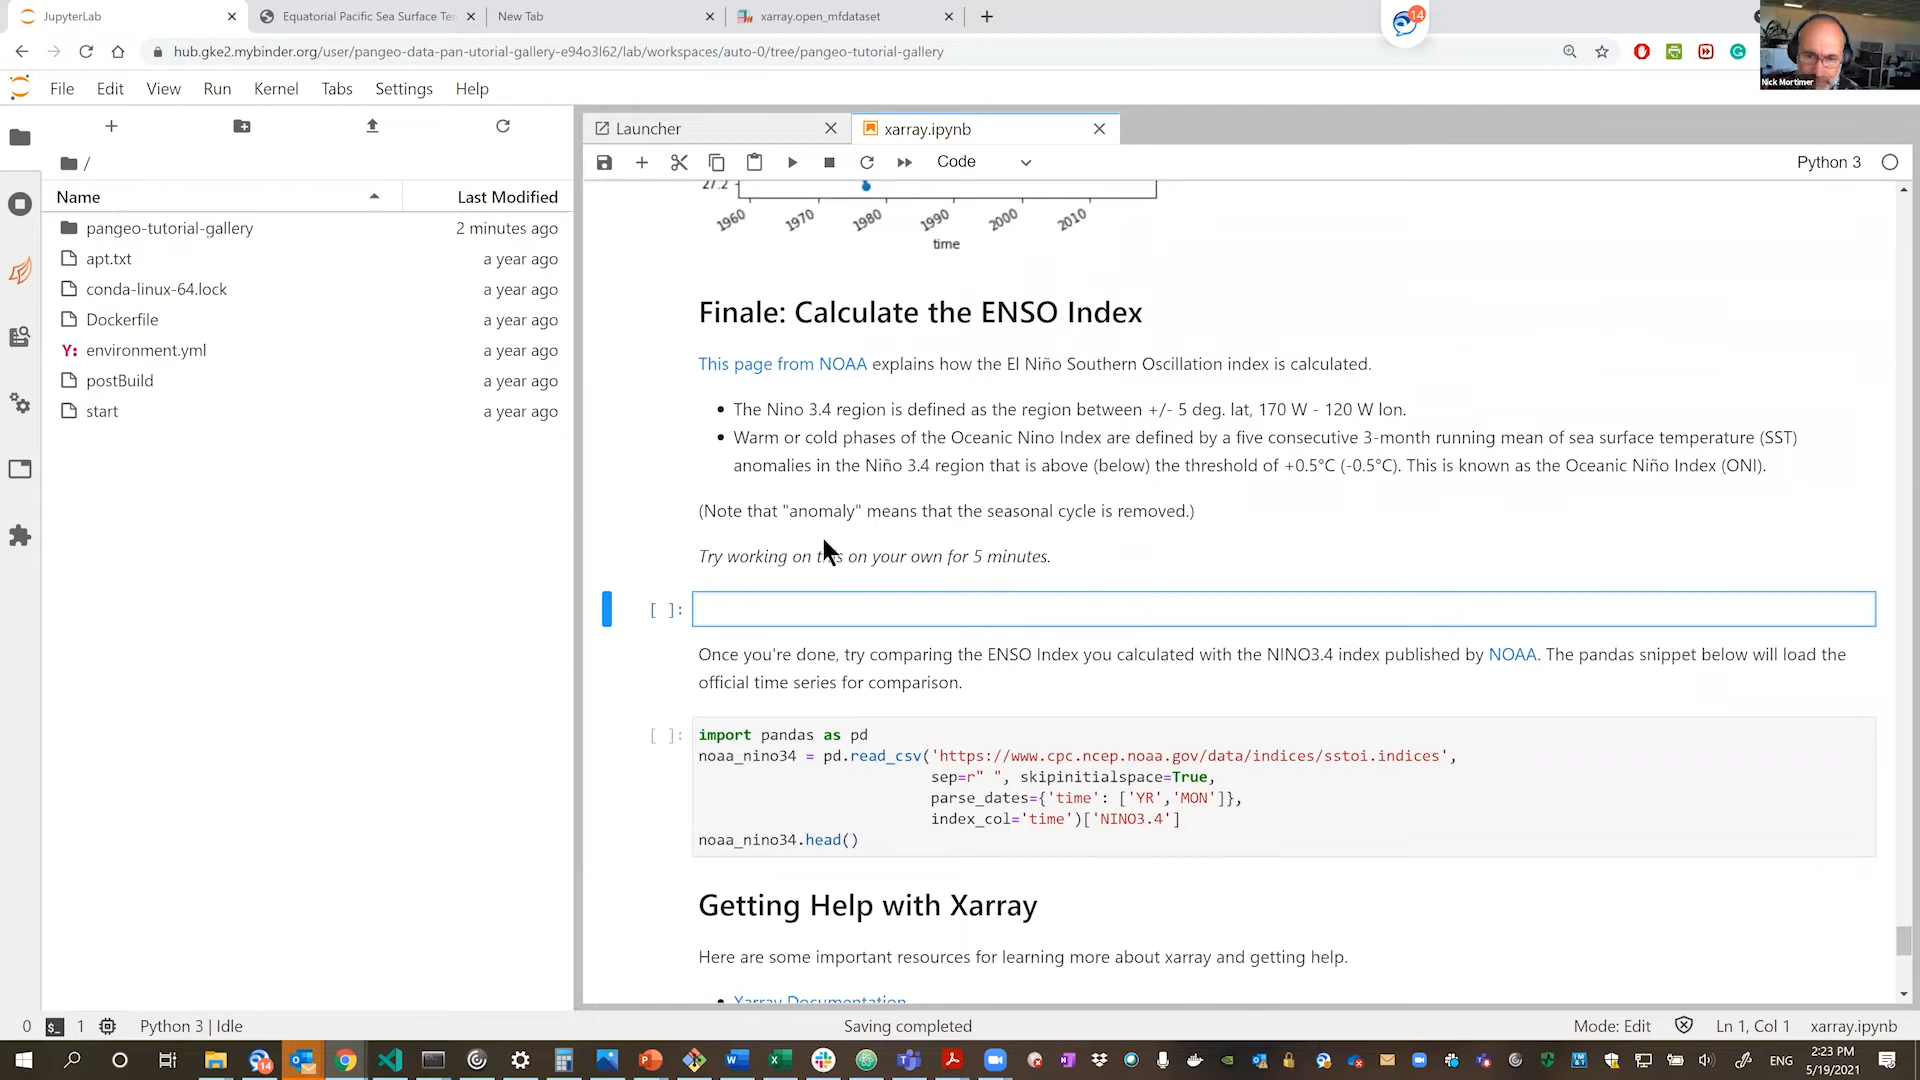 JupyterLab
Equatorial Pacific Sea Surface Te
New Tab
xarray.open_mfdataset
14
hub.gke2.mybinder.org/user/pangeo-data-pan-utorial-gallery-e94o3l62/lab/workspaces/auto-0/tree/pangeo-tutorial-gallery
Nick Mortimer
File Edit View Run Kernel Tabs Settings Help
Launcher
xarray.ipynb
Code
Python 3
/
Name Last Modified
pangeo-tutorial-gallery 2 minutes ago
apt.txt a year ago
conda-linux-64.lock a year ago
Dockerfile a year ago
Y: environment.yml a year ago
postBuild a year ago
start a year ago
27.2
1960 1970 1980 1990 2000 2010
time
Finale: Calculate the ENSO Index
This page from NOAA explains how the El Niño Southern Oscillation index is calculated.
• The Nino 3.4 region is defined as the region between +/- 5 deg. lat, 170 W - 120 W lon.
• Warm or cold phases of the Oceanic Nino Index are defined by a five consecutive 3-month running mean of sea surface temperature (SST)
anomalies in the Niño 3.4 region that is above (below) the threshold of +0.5°C (-0.5°C). This is known as the Oceanic Niño Index (ONI).
(Note that "anomaly" means that the seasonal cycle is removed.)
Try working on this on your own for 5 minutes.
[ ]:
Once you're done, try comparing the ENSO Index you calculated with the NINO3.4 index published by NOAA. The pandas snippet below will load the
official time series for comparison.
[ ]:
import pandas as pd
noaa_nino34 = pd.read_csv('https://www.cpc.ncep.noaa.gov/data/indices/sstoi.indices',
sep=r" ", skipinitialspace=True,
parse_dates={'time': ['YR','MON']},
index_col='time')['NINO3.4']
noaa_nino34.head()
Getting Help with Xarray
Here are some important resources for learning more about xarray and getting help.
• Xarray Documentation
0 $_ 1 Python 3 | Idle
Saving completed
Mode: Edit Ln 1, Col 1 xarray.ipynb
14
ENG
2:23 PM
5/19/2021